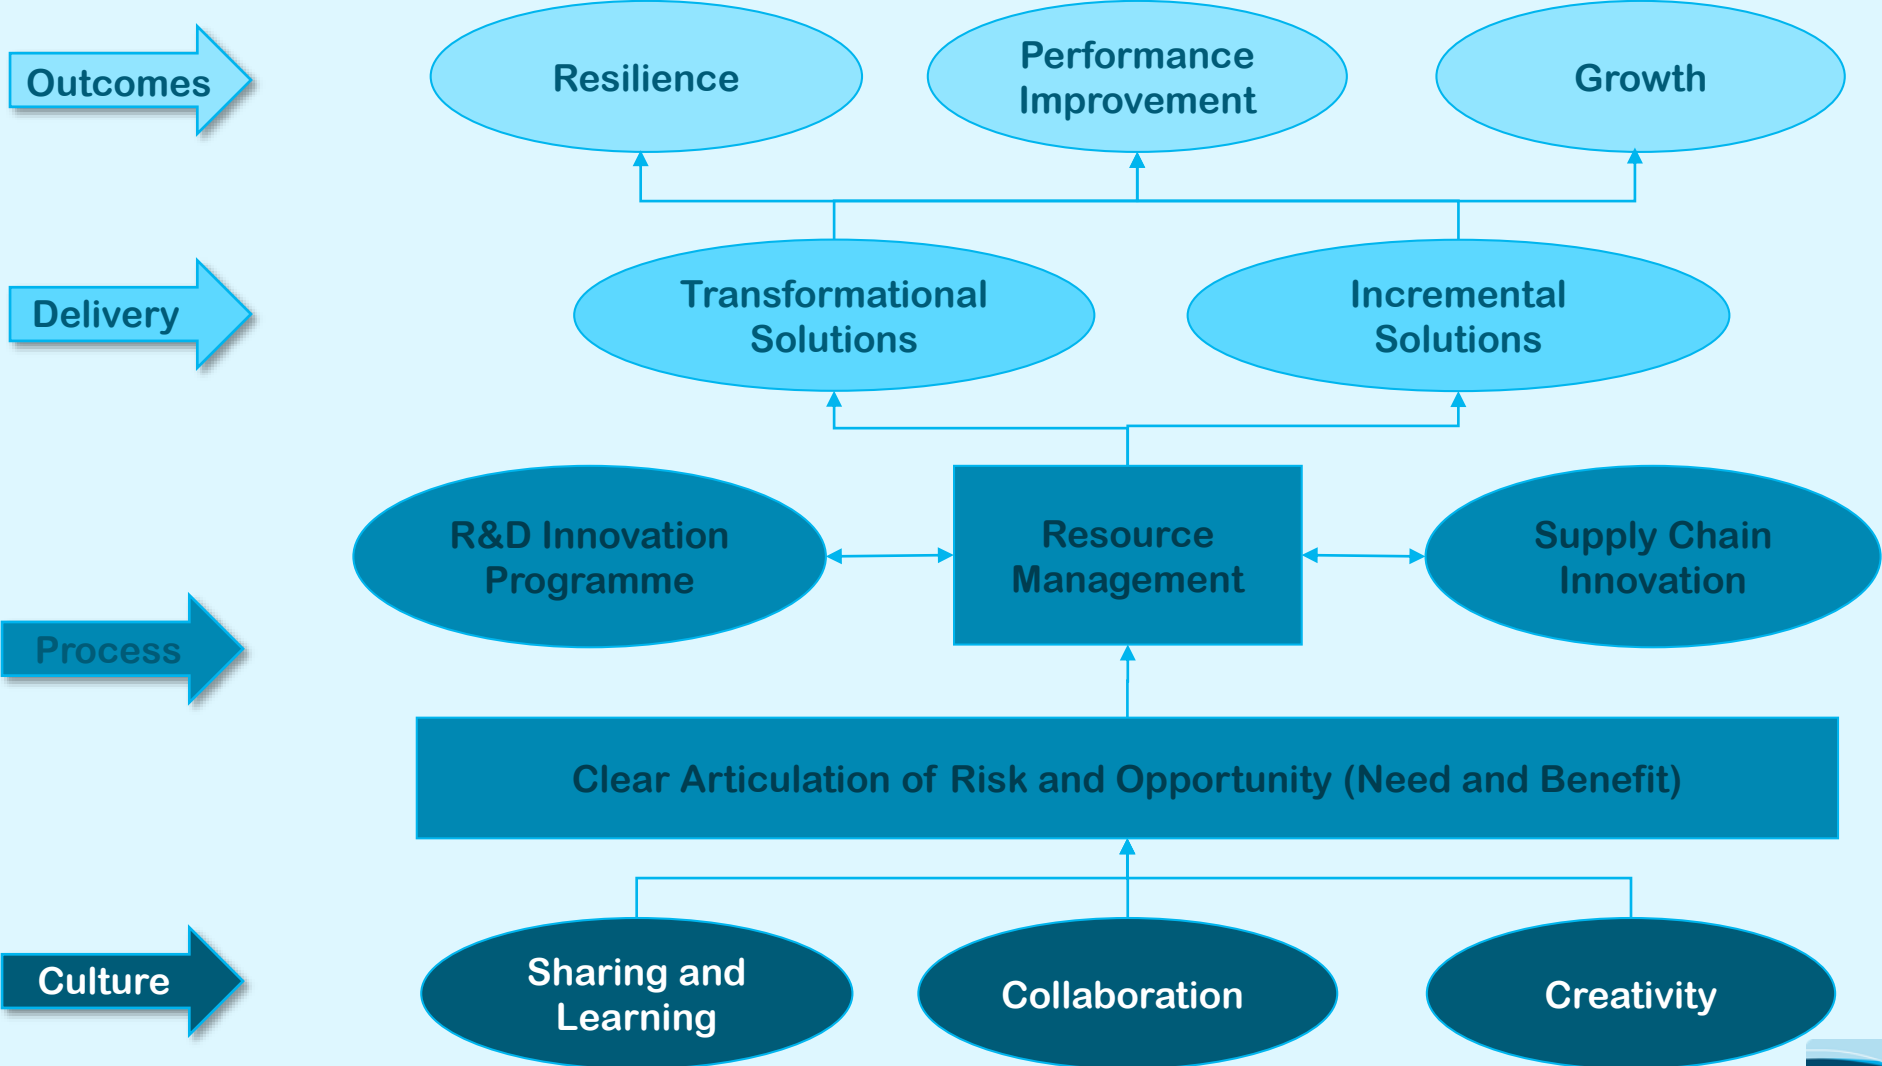 Outcomes
Resilience
Performance
Improvement
Growth
Delivery
Transformational
Solutions
Incremental
Solutions
Process
R&D Innovation
Programme
Resource
Management
Supply Chain
Innovation
Clear Articulation of Risk and Opportunity (Need and Benefit)
Culture
Sharing and
Learning
Collaboration
Creativity